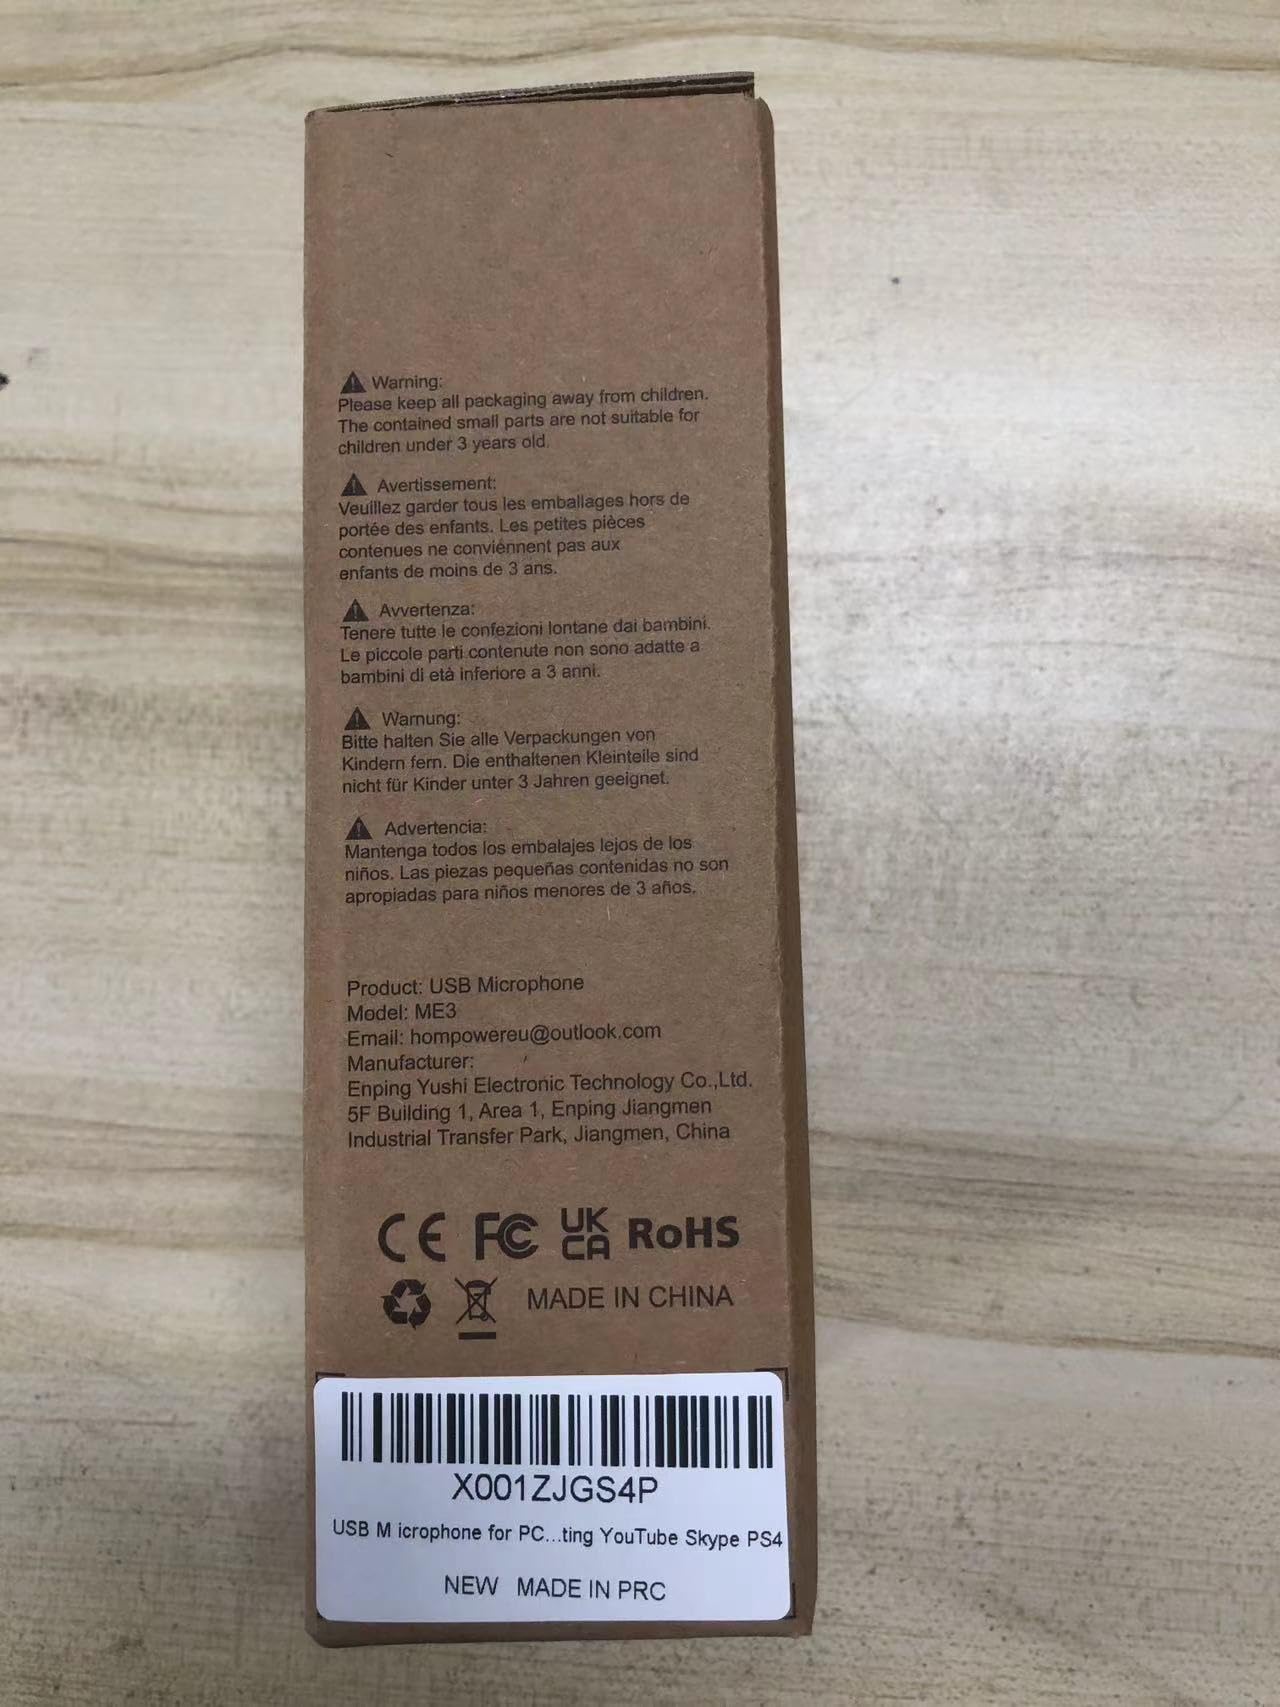 Warning:
Please keep all packaging away from children.
The contained small parts are not suitable for
children under 3 years old.
Avertissement:
Veuillez garder tous les emballages hors de
portée des enfants. Les petites pièces
contenues ne conviénnent pas aux
enfants de moins de 3 ans.
Avvertenza:
Tenere tutte le confezioni lontane dai bambini.
Le piccole parti contenute non sono adatte a
bambini di età inferiore a 3 anni.
Warnung:
Bitte halten Sie alle Verpackungen von
Kindern fern. Die enthaltenen Kleinteile sind
nicht für Kinder unter 3 Jahren geeignet.
Advertencia:
Mantenga todos los embalajes lejos de los
niños. Las piezas pequeñas contenidas no son
apropiadas para niños menores de 3 años.
Product: USB Microphone
Model: ME3
Email: hompowereu@outlook.com
Manufacturer:
Enping Yushi Electronic Technology Co.,Ltd.
5F Building 1, Area 1, Enping Jiangmen
Industrial Transfer Park, Jiangmen, China
CE FC UK CA RoHS
MADE IN CHINA
X001ZJGS4P
USB M icrophone for PC...ting YouTube Skype PS4
NEW MADE IN PRC